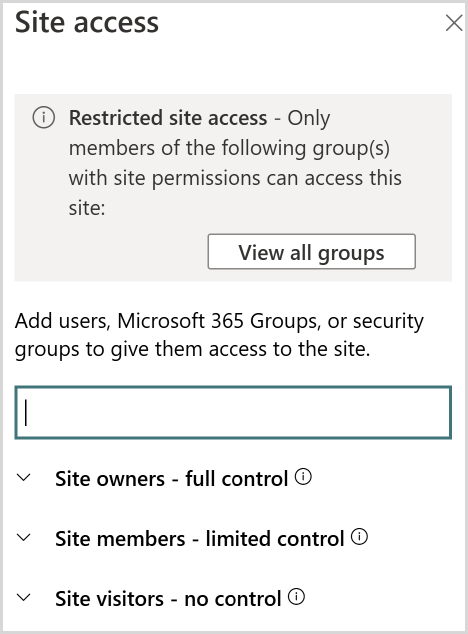 Site access
Restricted site access - Only
members of the following group(s)
with site permissions can access this
site:
View all groups
Add users, Microsoft 365 Groups, or security
groups to give them access to the site.
Site owners - full control
Site members - limited control
Site visitors - no control